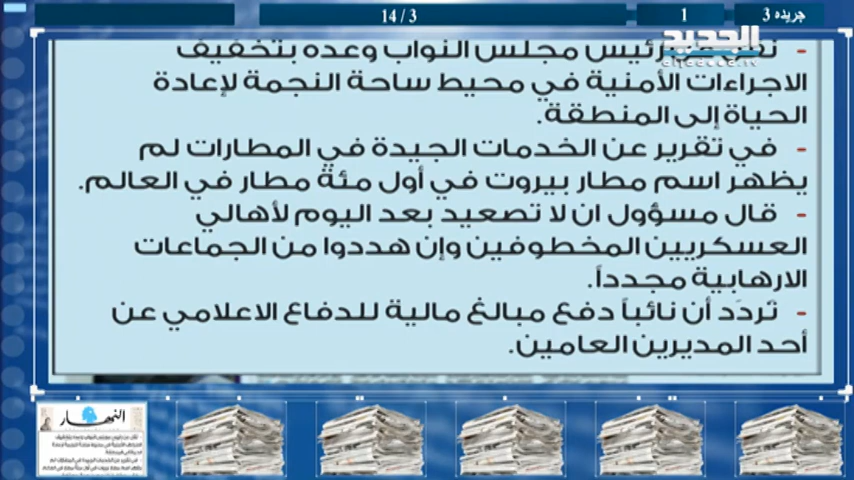 جريده 3
1
14 / 3
الجديد
aljadeed.tv
رئيس مجلس النواب وعده بتخفيف
الاجراءات الأمنية في محيط ساحة النجمة لإعادة
الحياة إلى المنطقة.
- في تقرير عن الخدمات الجيدة في المطارات لم
يظهر اسم مطار بيروت في أول مئة مطار في العالم.
- قال مسؤول ان لا تصعيد بعد اليوم لأهالي
العسكريين المخطوفين وإن هددوا من الجماعات
الارهابية مجدداً.
- تَردَد أن نائباً دفع مبالغ مالية للدفاع الاعلامي عن
أحد المديرين العامين.
النهار